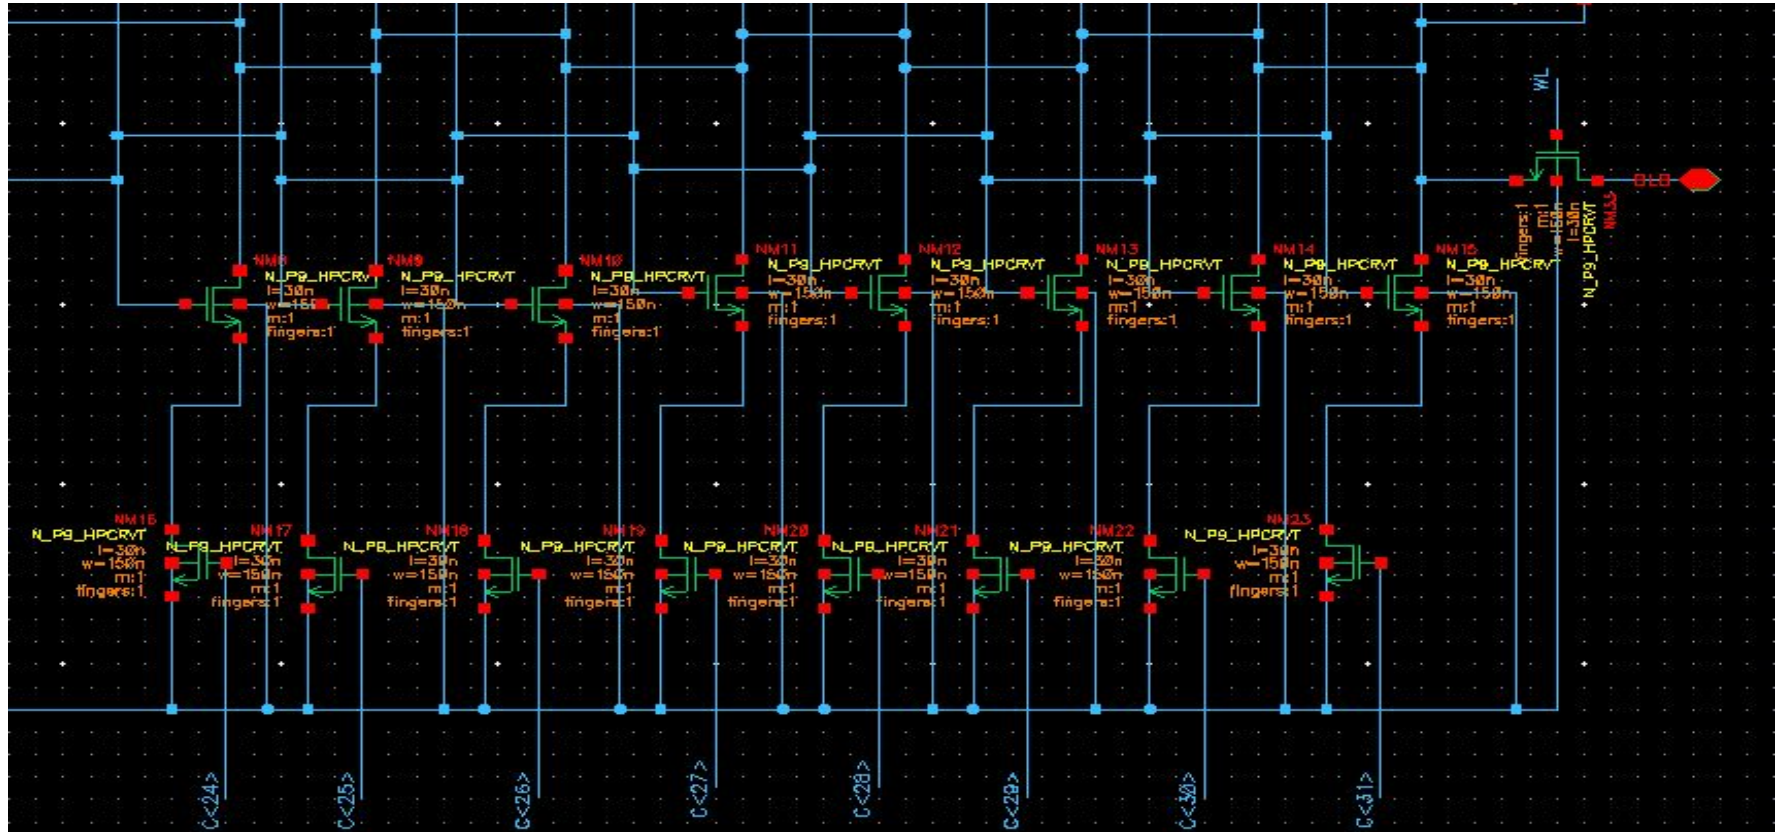 WL
BLB
NM33
fingers:1
m:1
w=150n
l=30n
N_P9_HPCRVT
NM8
N_P9_HPCRVT
l=30n
w=150n
m:1
fingers:1
NM9
N_P9_HPCRVT
l=30n
w=150n
m:1
fingers:1
NM10
N_P9_HPCRVT
l=30n
w=150n
m:1
fingers:1
NM11
N_P9_HPCRVT
l=30n
w=150n
m:1
fingers:1
NM12
N_P9_HPCRVT
l=30n
w=150n
m:1
fingers:1
NM13
N_P9_HPCRVT
l=30n
w=150n
m:1
fingers:1
NM14
N_P9_HPCRVT
l=30n
w=150n
m:1
fingers:1
NM15
N_P9_HPCRVT
l=30n
w=150n
m:1
fingers:1
NM16
N_P9_HPCRVT
l=30n
w=150n
m:1
fingers:1
NM17
N_P9_HPCRVT
l=30n
w=150n
m:1
fingers:1
NM18
N_P9_HPCRVT
l=30n
w=150n
m:1
fingers:1
NM19
N_P9_HPCRVT
l=30n
w=150n
m:1
fingers:1
NM20
N_P9_HPCRVT
l=30n
w=150n
m:1
fingers:1
NM21
N_P9_HPCRVT
l=30n
w=150n
m:1
fingers:1
NM22
N_P9_HPCRVT
l=30n
w=150n
m:1
fingers:1
NM23
N_P9_HPCRVT
l=30n
w=150n
m:1
fingers:1
C<24>
C<25>
C<26>
C<27>
C<28>
C<29>
C<30>
C<31>